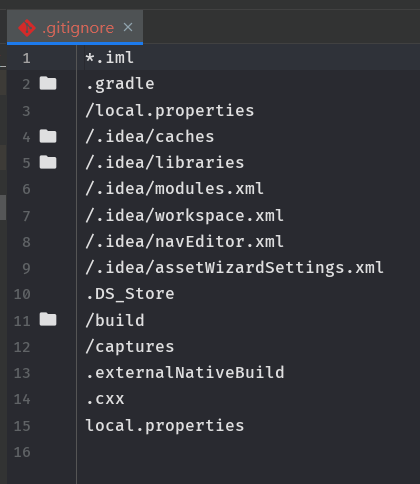 .gitignore ×
1 *.iml
2 .gradle
3 /local.properties
4 /.idea/caches
5 /.idea/libraries
6 /.idea/modules.xml
7 /.idea/workspace.xml
8 /.idea/navEditor.xml
9 /.idea/assetWizardSettings.xml
10 .DS_Store
11 /build
12 /captures
13 .externalNativeBuild
14 .cxx
15 local.properties
16